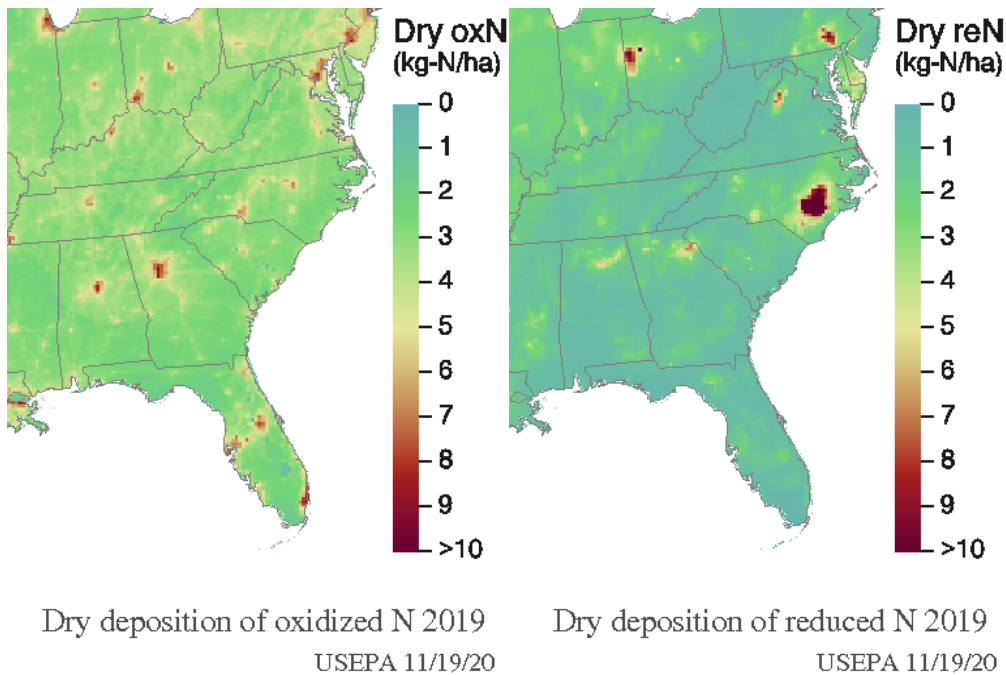 Dry oxN
(kg-N/ha)
0
1
2
3
4
5
6
7
8
9
>10
Dry deposition of oxidized N 2019
USEPA 11/19/20
Dry reN
(kg-N/ha)
0
1
2
3
4
5
6
7
8
9
>10
Dry deposition of reduced N 2019
USEPA 11/19/20